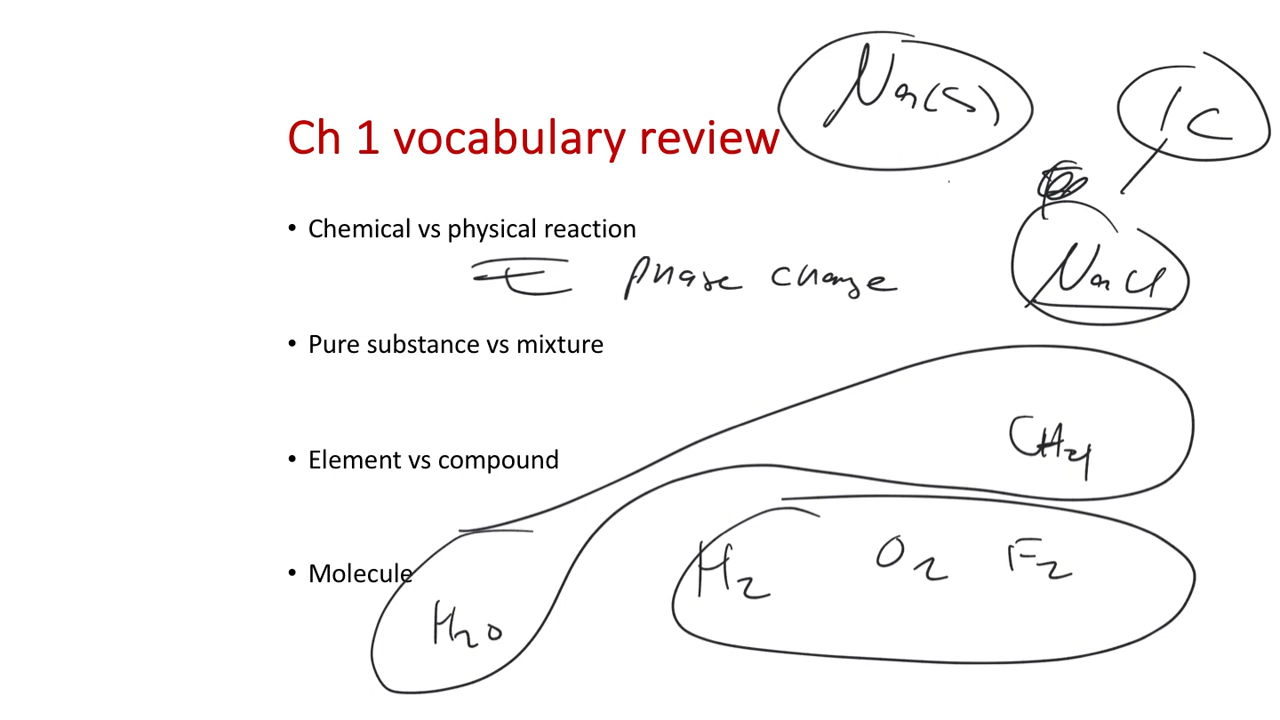 Na(s)
IC
Ch 1 vocabulary review
• Chemical vs physical reaction
phase change
NaCl
• Pure substance vs mixture
CH4
• Element vs compound
H2 O2 F2
• Molecule
H2O